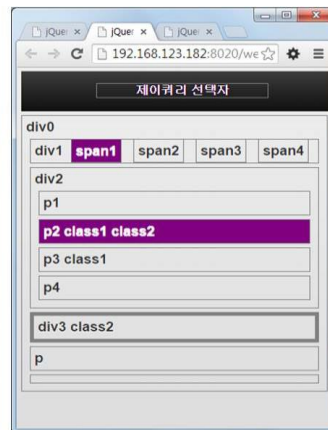 jQuer
jQuer
jQuer
192.168.123.182:8020/we
제이쿼리 선택자
div0
div1 span1 span2 span3 span4
div2
p1
p2 class1 class2
p3 class1
p4
div3 class2
p